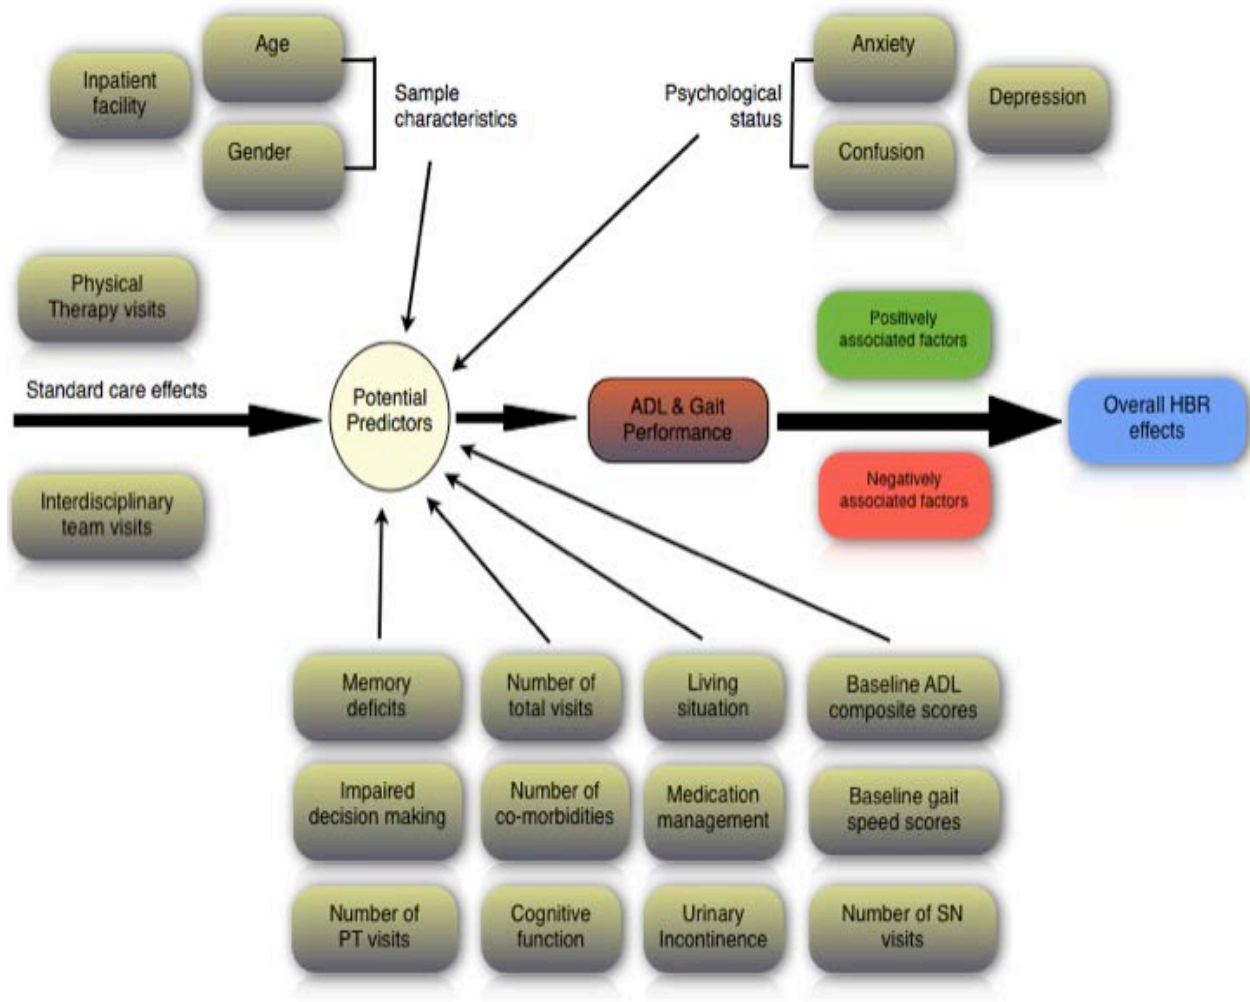 Inpatient
facility
Age
Gender
Sample
characteristics
Psychological
status
Anxiety
Confusion
Depression
Physical
Therapy visits
Standard care effects
Interdisciplinary
team visits
Potential
Predictors
ADL & Gait
Performance
Positively
associated factors
Negatively
associated factors
Overall HBR
effects
Memory
deficits
Number of
total visits
Living
situation
Baseline ADL
composite scores
Impaired
decision making
Number of
co-morbidities
Medication
management
Baseline gait
speed scores
Number of
PT visits
Cognitive
function
Urinary
Incontinence
Number of SN
visits